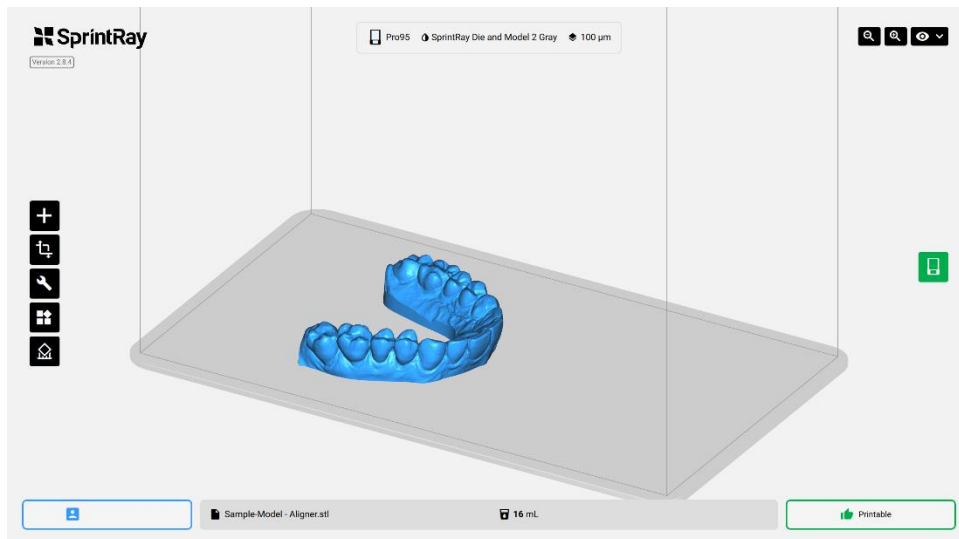 SprintRay
Version 2.8.4
Pro95 SprintRay Die and Model 2 Gray 100 µm
Sample-Model - Aligner.stl 16 mL Printable